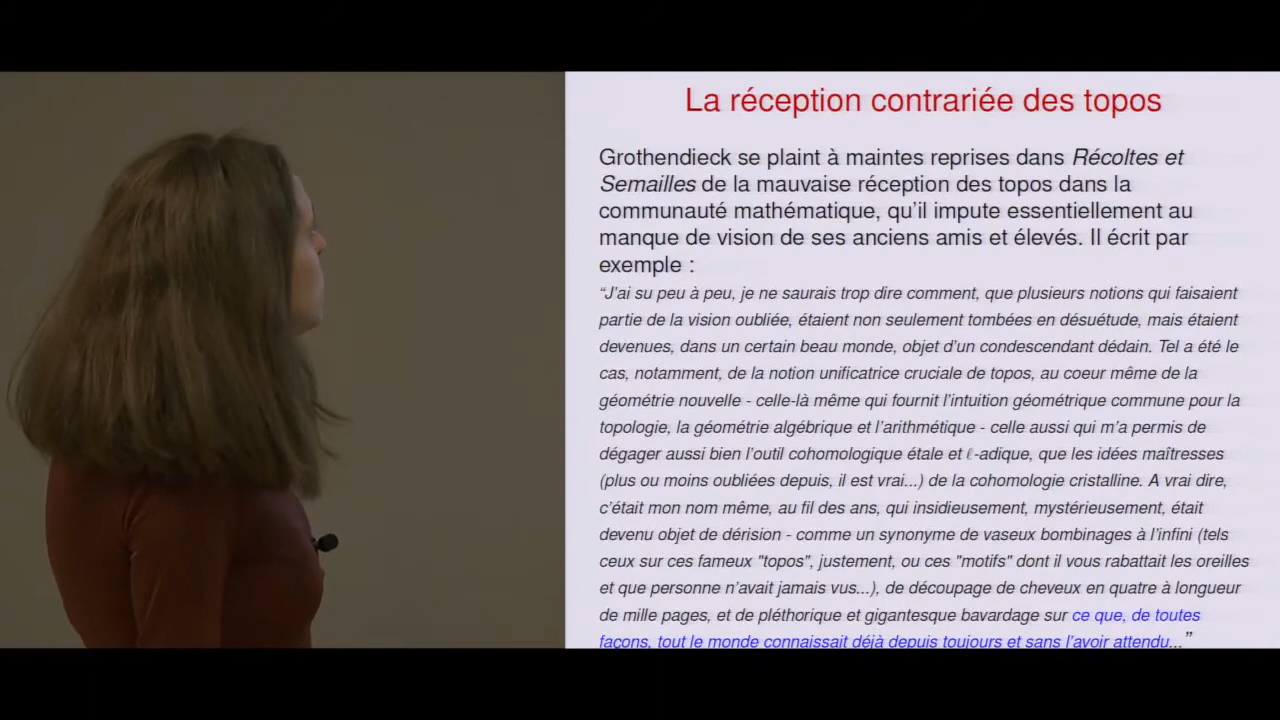 La réception contrariée des topos
Grothendieck se plaint à maintes reprises dans Récoltes et
Semailles de la mauvaise réception des topos dans la
communauté mathématique, qu'il impute essentiellement au
manque de vision de ses anciens amis et élevés. Il écrit par
exemple :
“J'ai su peu à peu, je ne saurais trop dire comment, que plusieurs notions qui faisaient
partie de la vision oubliée, étaient non seulement tombées en désuétude, mais étaient
devenues, dans un certain beau monde, objet d'un condescendant dédain. Tel a été le
cas, notamment, de la notion unificatrice cruciale de topos, au coeur même de la
géométrie nouvelle - celle-là même qui fournit l'intuition géométrique commune pour la
topologie, la géométrie algébrique et l'arithmétique - celle aussi qui m'a permis de
dégager aussi bien l'outil cohomologique étale et ℓ-adique, que les idées maîtresses
(plus ou moins oubliées depuis, il est vrai...) de la cohomologie cristalline. A vrai dire,
c'était mon nom même, au fil des ans, qui insidieusement, mystérieusement, était
devenu objet de dérision - comme un synonyme de vaseux bombinages à l'infini (tels
ceux sur ces fameux "topos", justement, ou ces "motifs" dont il vous rabattait les oreilles
et que personne n'avait jamais vus...), de découpage de cheveux en quatre à longueur
de mille pages, et de pléthorique et gigantesque bavardage sur ce que, de toutes
façons, tout le monde connaissait déjà depuis toujours et sans l'avoir attendu...”